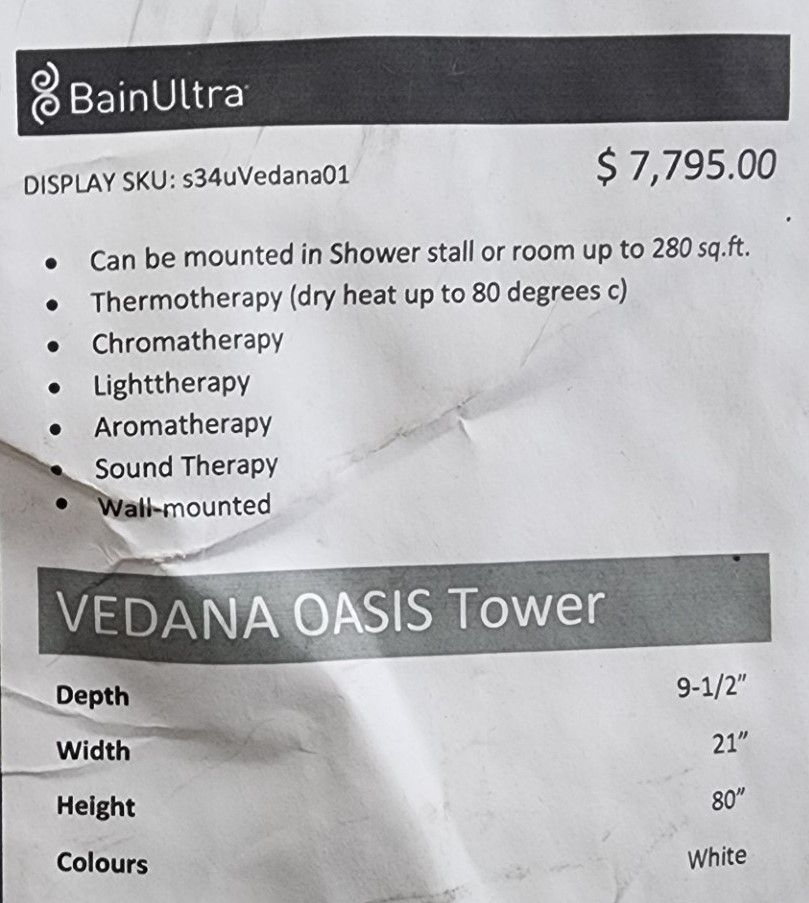 BainUltra
DISPLAY SKU: s34uVedana01
$ 7,795.00
• Can be mounted in Shower stall or room up to 280 sq.ft.
• Thermotherapy (dry heat up to 80 degrees c)
• Chromatherapy
• Lighttherapy
• Aromatherapy
• Sound Therapy
• Wall-mounted
VEDANA OASIS Tower
Depth 9-1/2"
Width 21"
Height 80"
Colours White